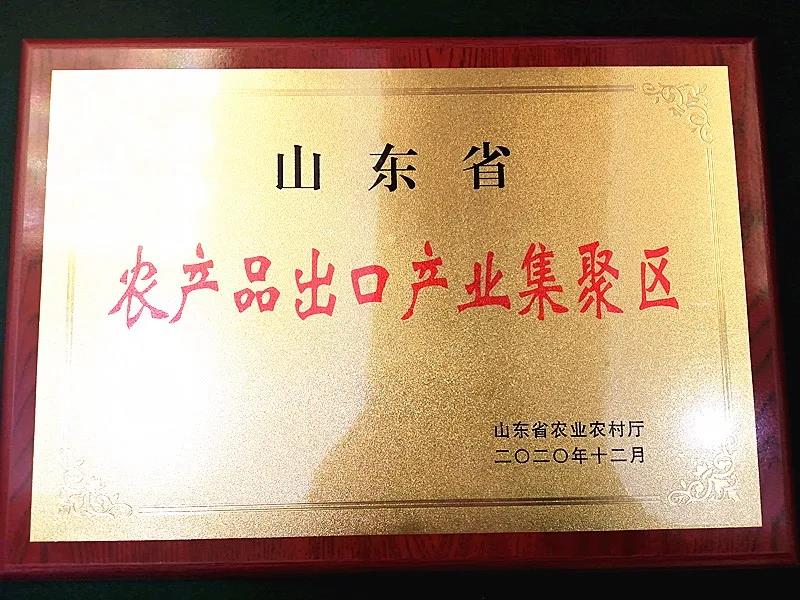 山东省
农产品出口产业集聚区
山东省农业农村厅
二〇二〇年十二月